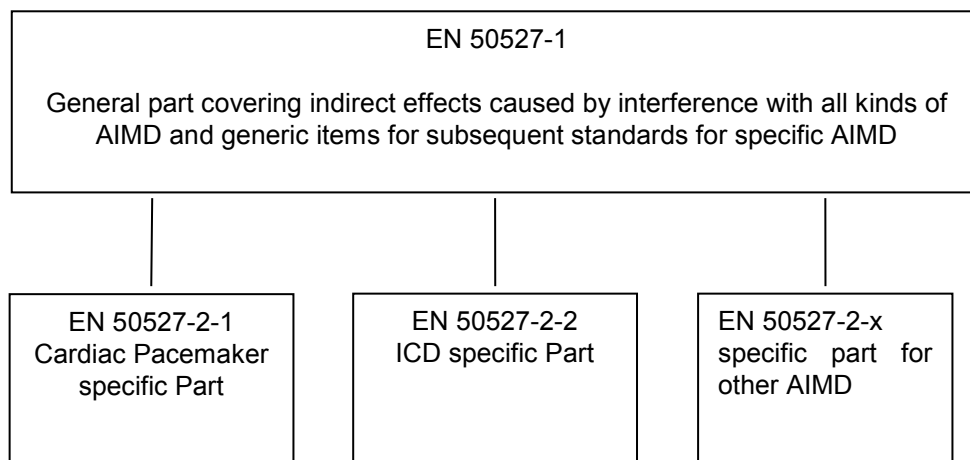 EN 50527-1
General part covering indirect effects caused by interference with all kinds of
AIMD and generic items for subsequent standards for specific AIMD
EN 50527-2-1
Cardiac Pacemaker
specific Part
EN 50527-2-2
ICD specific Part
EN 50527-2-x
specific part for
other AIMD